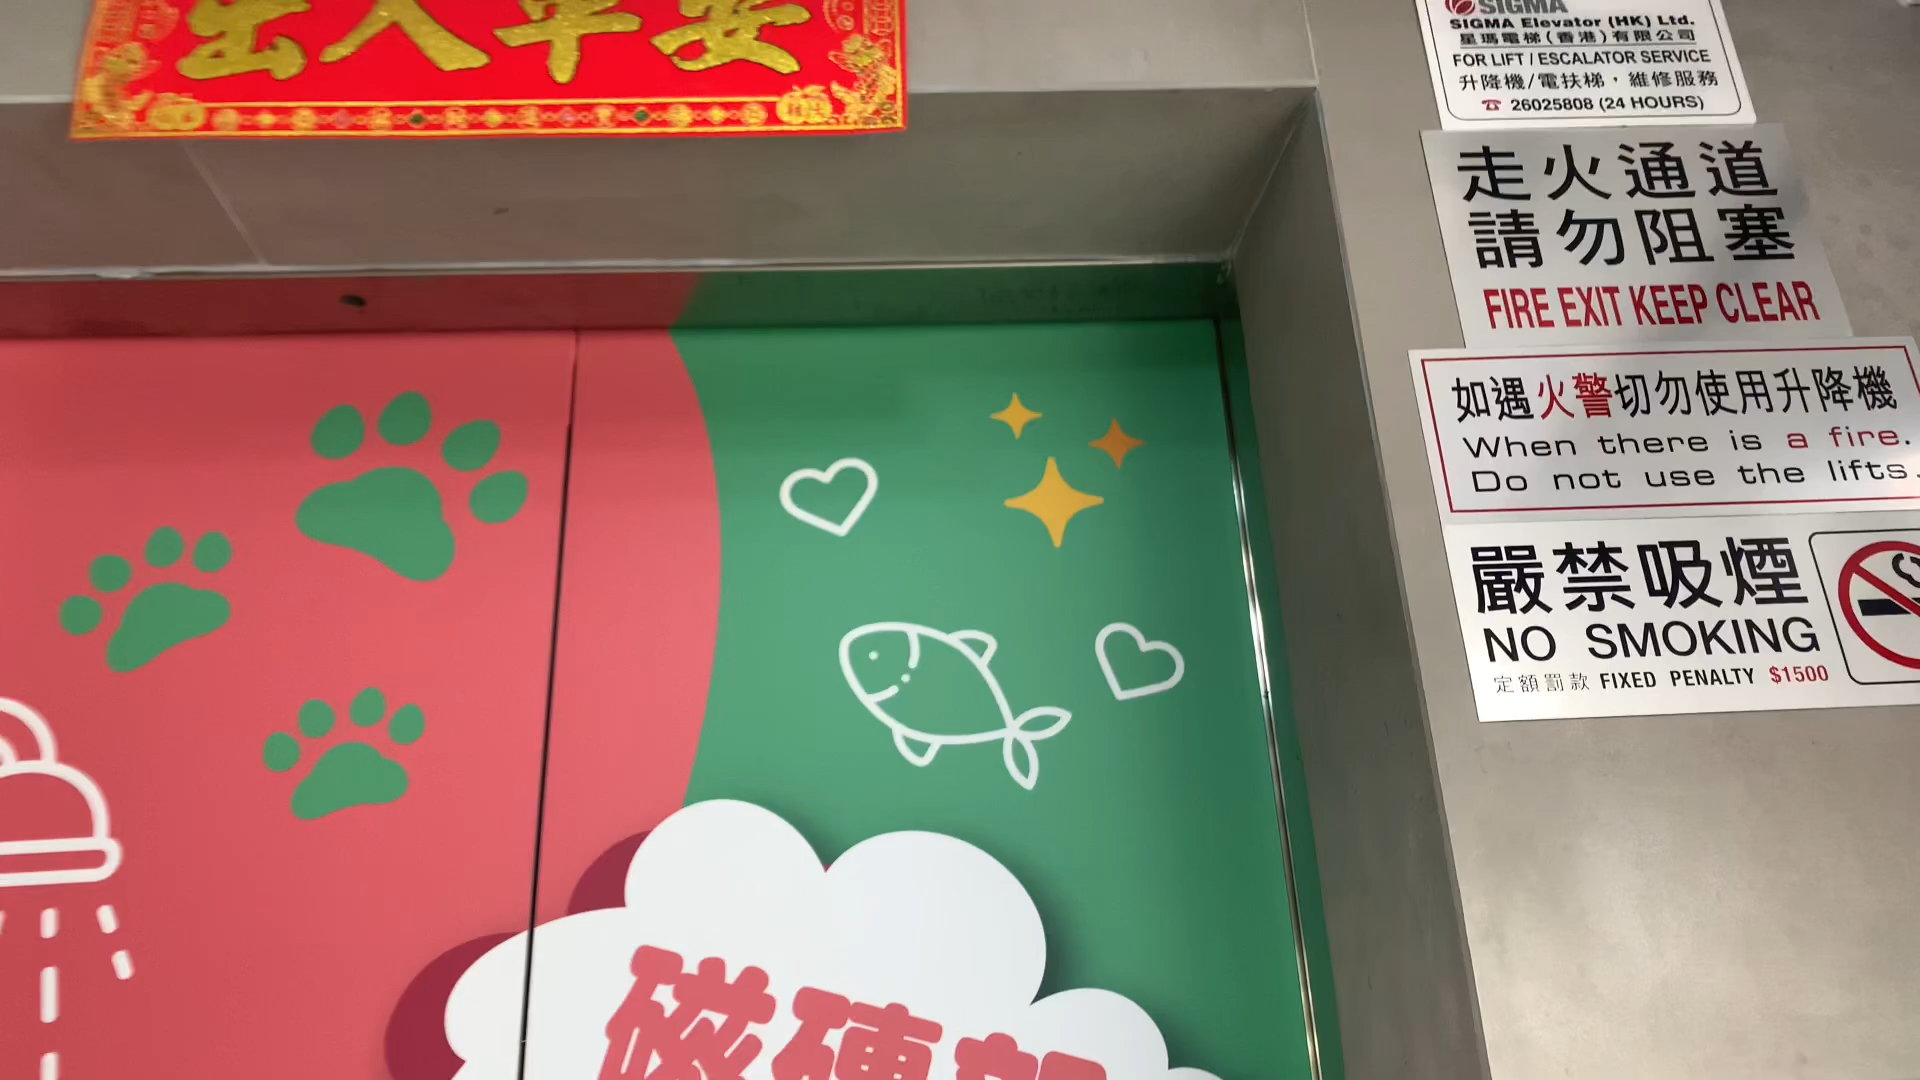 出入平安
SIGMA
SIGMA Elevator (HK) Ltd.
星瑪電梯(香港)有限公司
FOR LIFT / ESCALATOR SERVICE
升降機/電扶梯，維修服務
☎ 26025808 (24 HOURS)
走火通道
請勿阻塞
FIRE EXIT KEEP CLEAR
如遇火警切勿使用升降機
When there is a fire.
Do not use the lifts.
嚴禁吸煙
NO SMOKING
定額罰款 FIXED PENALTY $1500
磁磚